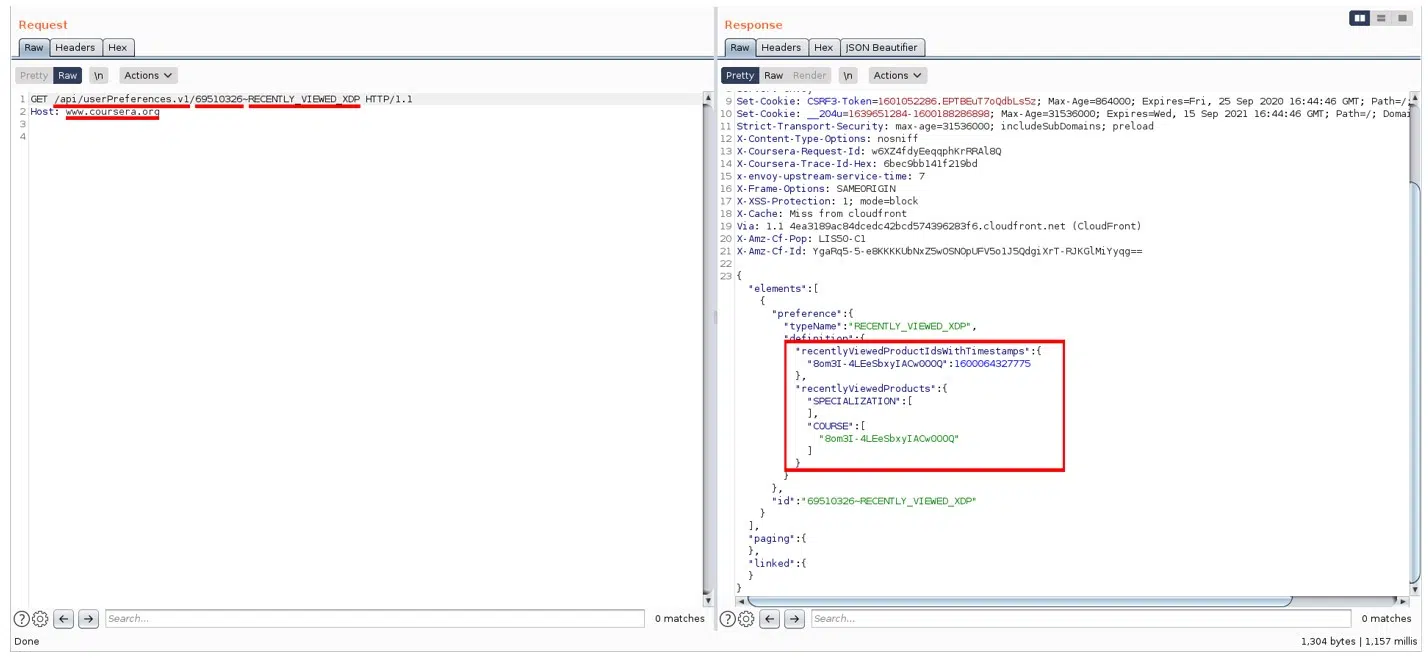 Request
Raw Headers Hex
Pretty Raw \n Actions
1 GET /api/userPreferences.v1/69510326~RECENTLY_VIEWED_XDP HTTP/1.1
2 Host: www.coursera.org
3
4
Search...
0 matches
Done
Response
Raw Headers Hex JSON Beautifier
Pretty Raw Render \n Actions
9 Set-Cookie: CSRF3-Token=1601052286.EPTBEuT7oQdbLs5z; Max-Age=864000; Expires=Fri, 25 Sep 2020 16:44:46 GMT; Path=/;
10 Set-Cookie: __204u=1639651284-1600188286898; Max-Age=31536000; Expires=Wed, 15 Sep 2021 16:44:46 GMT; Path=/; Domai
11 Strict-Transport-Security: max-age=31536000; includeSubDomains; preload
12 X-Content-Type-Options: nosniff
13 X-Coursera-Request-Id: w6XZ4fdyEeqqphKrRRAl8Q
14 X-Coursera-Trace-Id-Hex: 6bec9bb141f219bd
15 x-envoy-upstream-service-time: 7
16 X-Frame-Options: SAMEORIGIN
17 X-XSS-Protection: 1; mode=block
18 X-Cache: Miss from cloudfront
19 Via: 1.1 4ea3189ac84dcedc42bcd574396283f6.cloudfront.net (CloudFront)
20 X-Amz-Cf-Pop: LIS50-C1
21 X-Amz-Cf-Id: YgaRq5-5-e8KKKKUbNxZ5wOSNOpUFV5o1J5QdgiXrT-RJKGlMiYyqg==
22
23 {
"elements":[
{
"preference":{
"typeName":"RECENTLY_VIEWED_XDP",
"definition":{
"recentlyViewedProductIdsWithTimestamps":{
"8om3I-4LEeSbxyIACw0O0Q":1600064327775
},
"recentlyViewedProducts":{
"SPECIALIZATION":[
],
"COURSE":[
"8om3I-4LEeSbxyIACw0O0Q"
]
}
}
},
"id":"69510326~RECENTLY_VIEWED_XDP"
}
],
"paging":{
},
"linked":{
}
}
Search...
0 matches
1,304 bytes | 1,157 millis